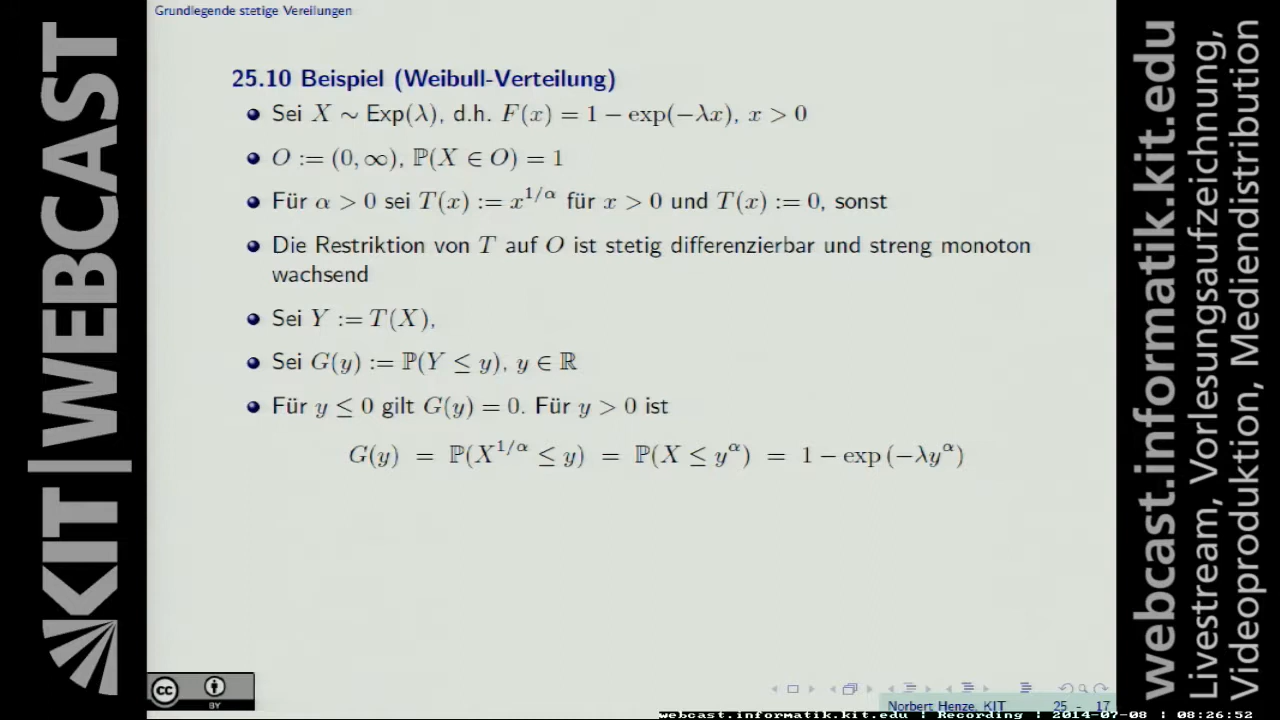 KIT | WEBCAST
Grundlegende stetige Vereilungen
25.10 Beispiel (Weibull-Verteilung)
Sei X ∼ Exp(λ), d.h. F(x) = 1 − exp(−λx), x > 0
O := (0, ∞), ℙ(X ∈ O) = 1
Für α > 0 sei T(x) := x^{1/α} für x > 0 und T(x) := 0, sonst
Die Restriktion von T auf O ist stetig differenzierbar und streng monoton
wachsend
Sei Y := T(X),
Sei G(y) := ℙ(Y ≤ y), y ∈ ℝ
Für y ≤ 0 gilt G(y) = 0. Für y > 0 ist
G(y) = ℙ(X^{1/α} ≤ y) = ℙ(X ≤ y^α) = 1 − exp (−λy^α)
cc BY
Norbert Henze, KIT 25 - 17
webcast.informatik.kit.edu | Recording | 2014-07-08 | 08:26:52
webcast.informatik.kit.edu
Livestream, Vorlesungsaufzeichnung,
Videoproduktion, Mediendistribution